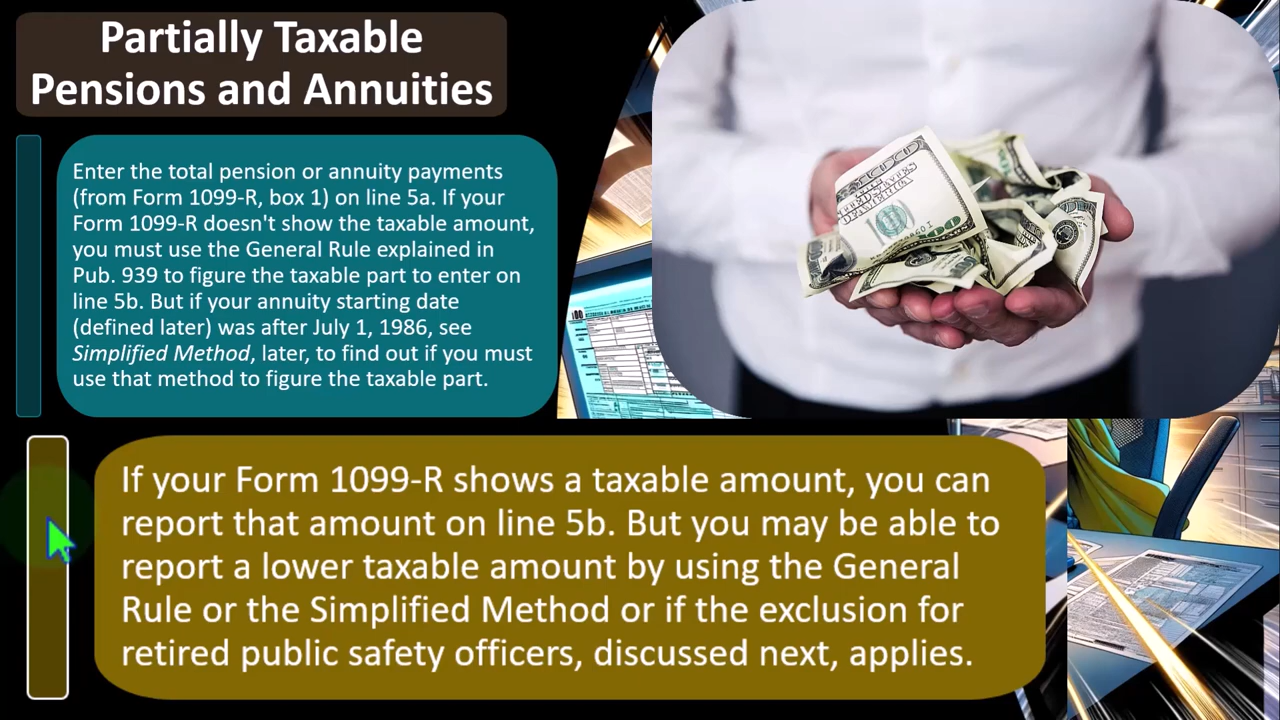 Partially Taxable
Pensions and Annuities
Enter the total pension or annuity payments
(from Form 1099-R, box 1) on line 5a. If your
Form 1099-R doesn't show the taxable amount,
you must use the General Rule explained in
Pub. 939 to figure the taxable part to enter on
line 5b. But if your annuity starting date
(defined later) was after July 1, 1986, see
Simplified Method, later, to find out if you must
use that method to figure the taxable part.
If your Form 1099-R shows a taxable amount, you can
report that amount on line 5b. But you may be able to
report a lower taxable amount by using the General
Rule or the Simplified Method or if the exclusion for
retired public safety officers, discussed next, applies.